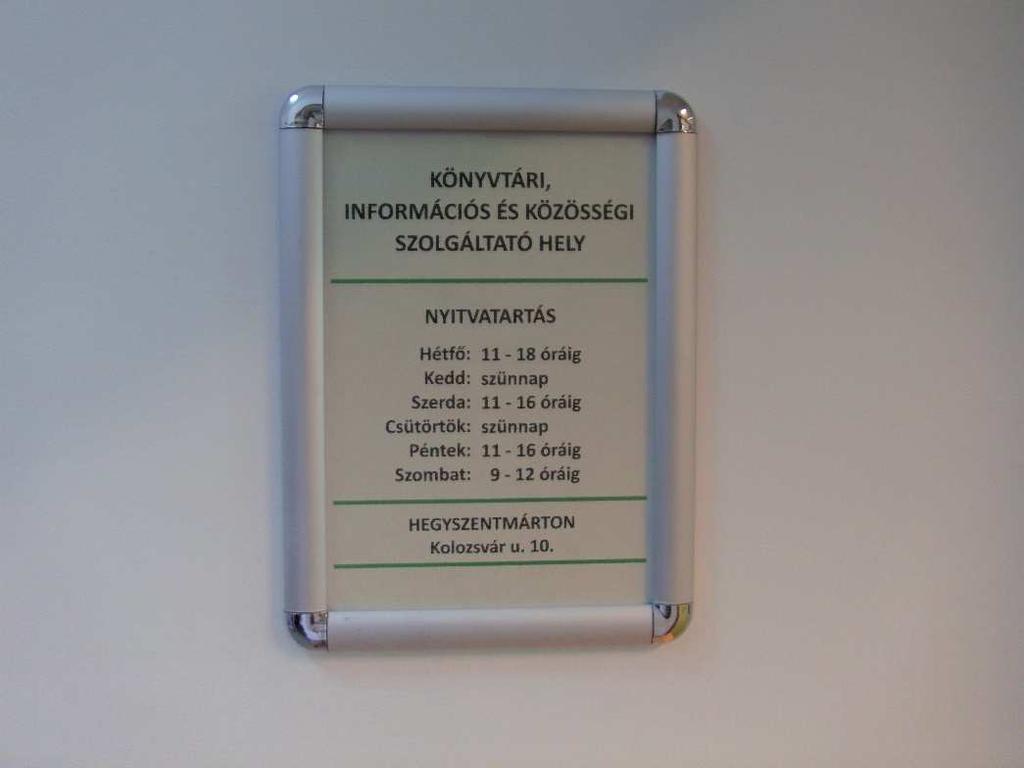 KÖNYVTÁRI,
INFORMÁCIÓS ÉS KÖZÖSSÉGI
SZOLGÁLTATÓ HELY
NYITVATARTÁS
Hétfő: 11 - 18 óráig
Kedd: szünnap
Szerda: 11 - 16 óráig
Csütörtök: szünnap
Péntek: 11 - 16 óráig
Szombat: 9 - 12 óráig
HEGYSZENTMÁRTON
Kolozsvár u. 10.